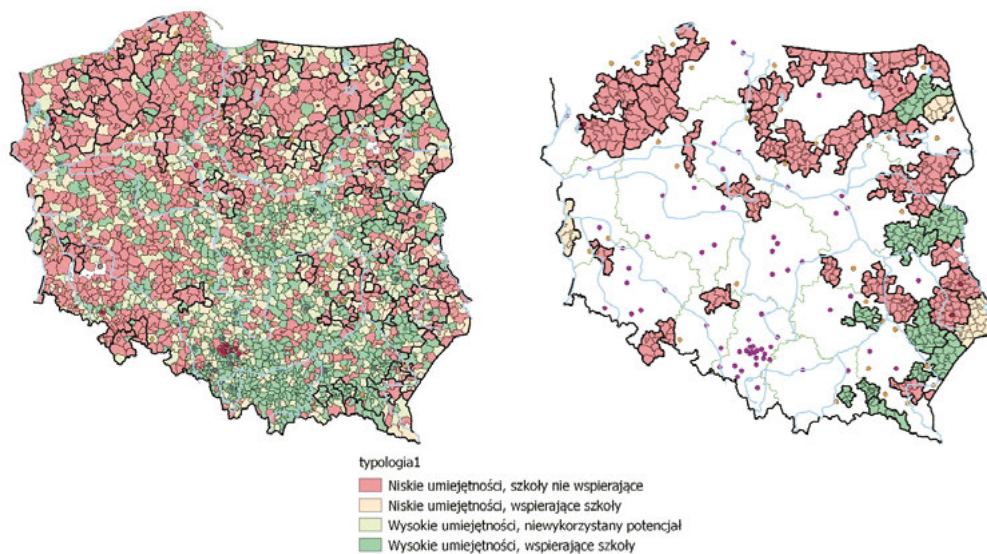 typologia1
Niskie umiejętności, szkoły nie wspierające
Niskie umiejętności, wspierające szkoły
Wysokie umiejętności, niewykorzystany potencjał
Wysokie umiejętności, wspierające szkoły